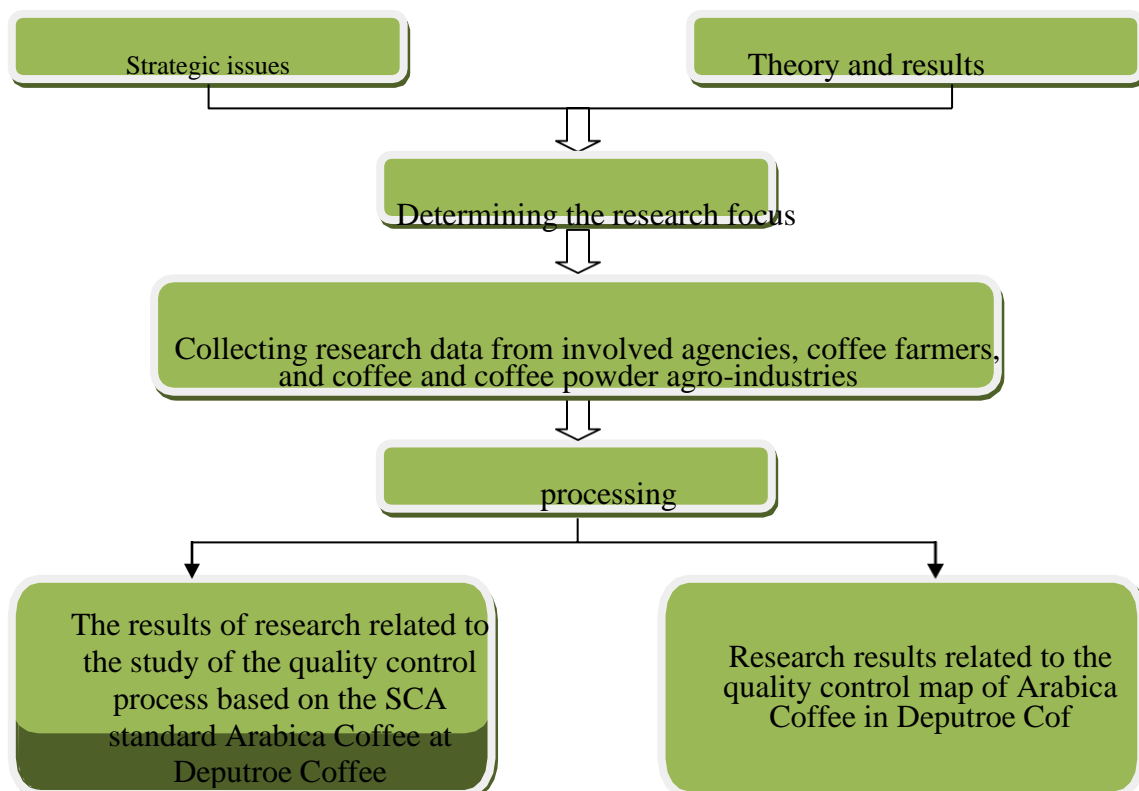 Strategic issues
Theory and results
Determining the research focus
Collecting research data from involved agencies, coffee farmers,
and coffee and coffee powder agro-industries
processing
The results of research related to
the study of the quality control
process based on the SCA
standard Arabica Coffee at
Deputroe Coffee
Research results related to the
quality control map of Arabica
Coffee in Deputroe Cof